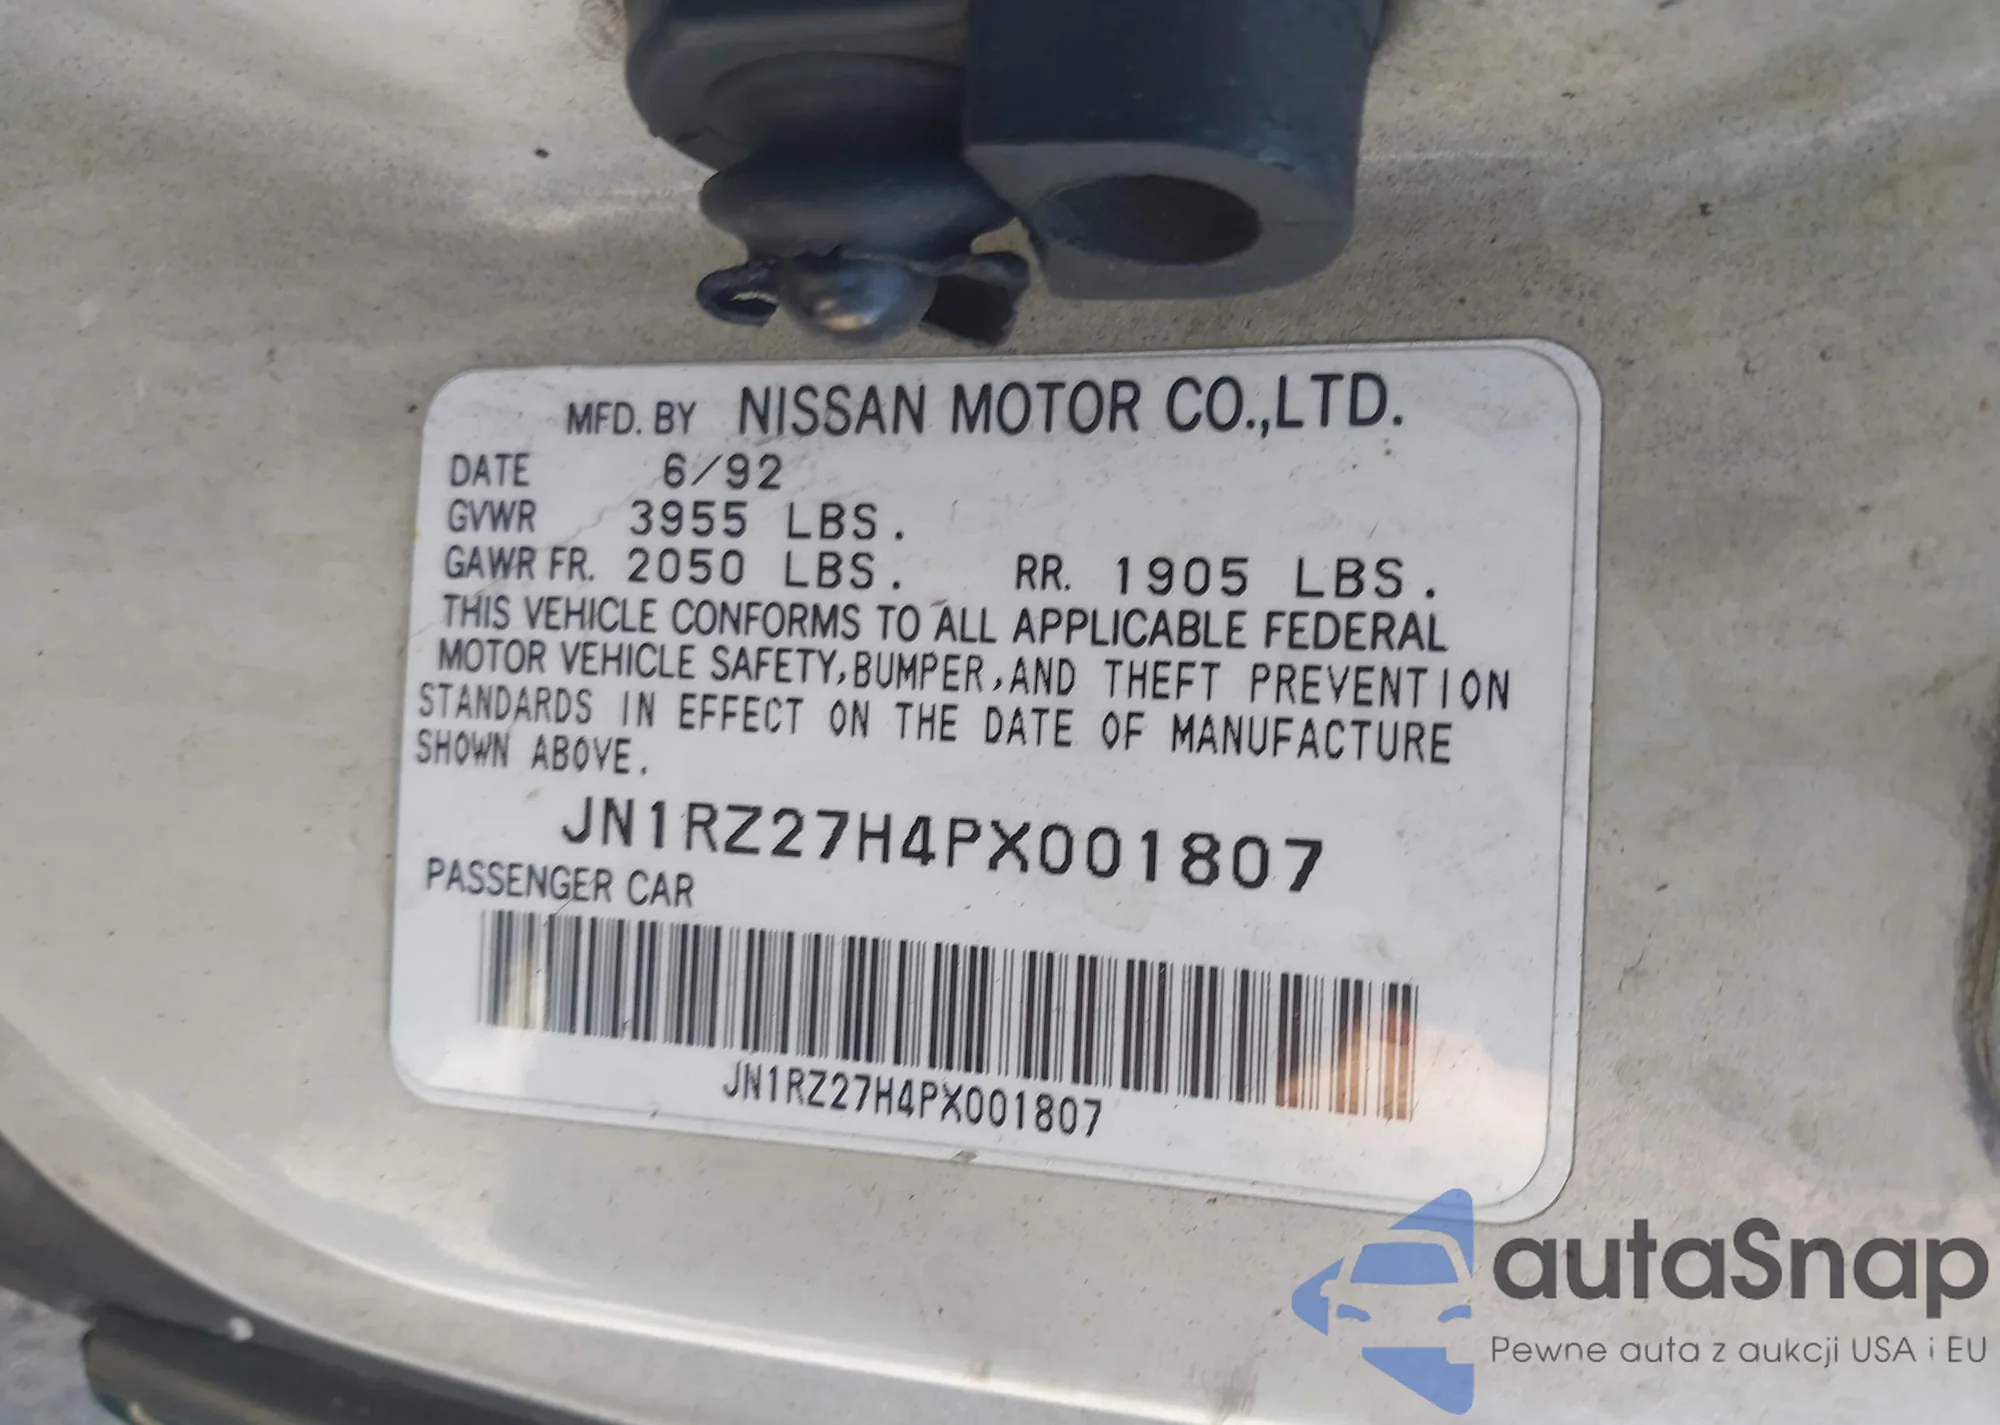 MFD. BY NISSAN MOTOR CO.,LTD.
DATE 6/92
GVWR 3955 LBS.
GAWR FR. 2050 LBS. RR. 1905 LBS.
THIS VEHICLE CONFORMS TO ALL APPLICABLE FEDERAL
MOTOR VEHICLE SAFETY, BUMPER, AND THEFT PREVENTION
STANDARDS IN EFFECT ON THE DATE OF MANUFACTURE
SHOWN ABOVE.
JN1RZ27H4PX001807
PASSENGER CAR
JN1RZ27H4PX001807
autaSnap
Pewne auta z aukcji USA i EU